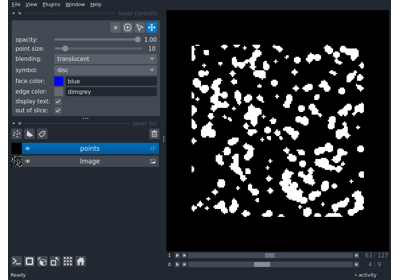 File View Plugins Window Help
layer controls
opacity: 1.00
point size: 10
blending: translucent
symbol: disc
face color: blue
edge color: dimgrey
display text:
out of slice:
layer list
points
Image
1 63 127
0 4 9
Ready activity